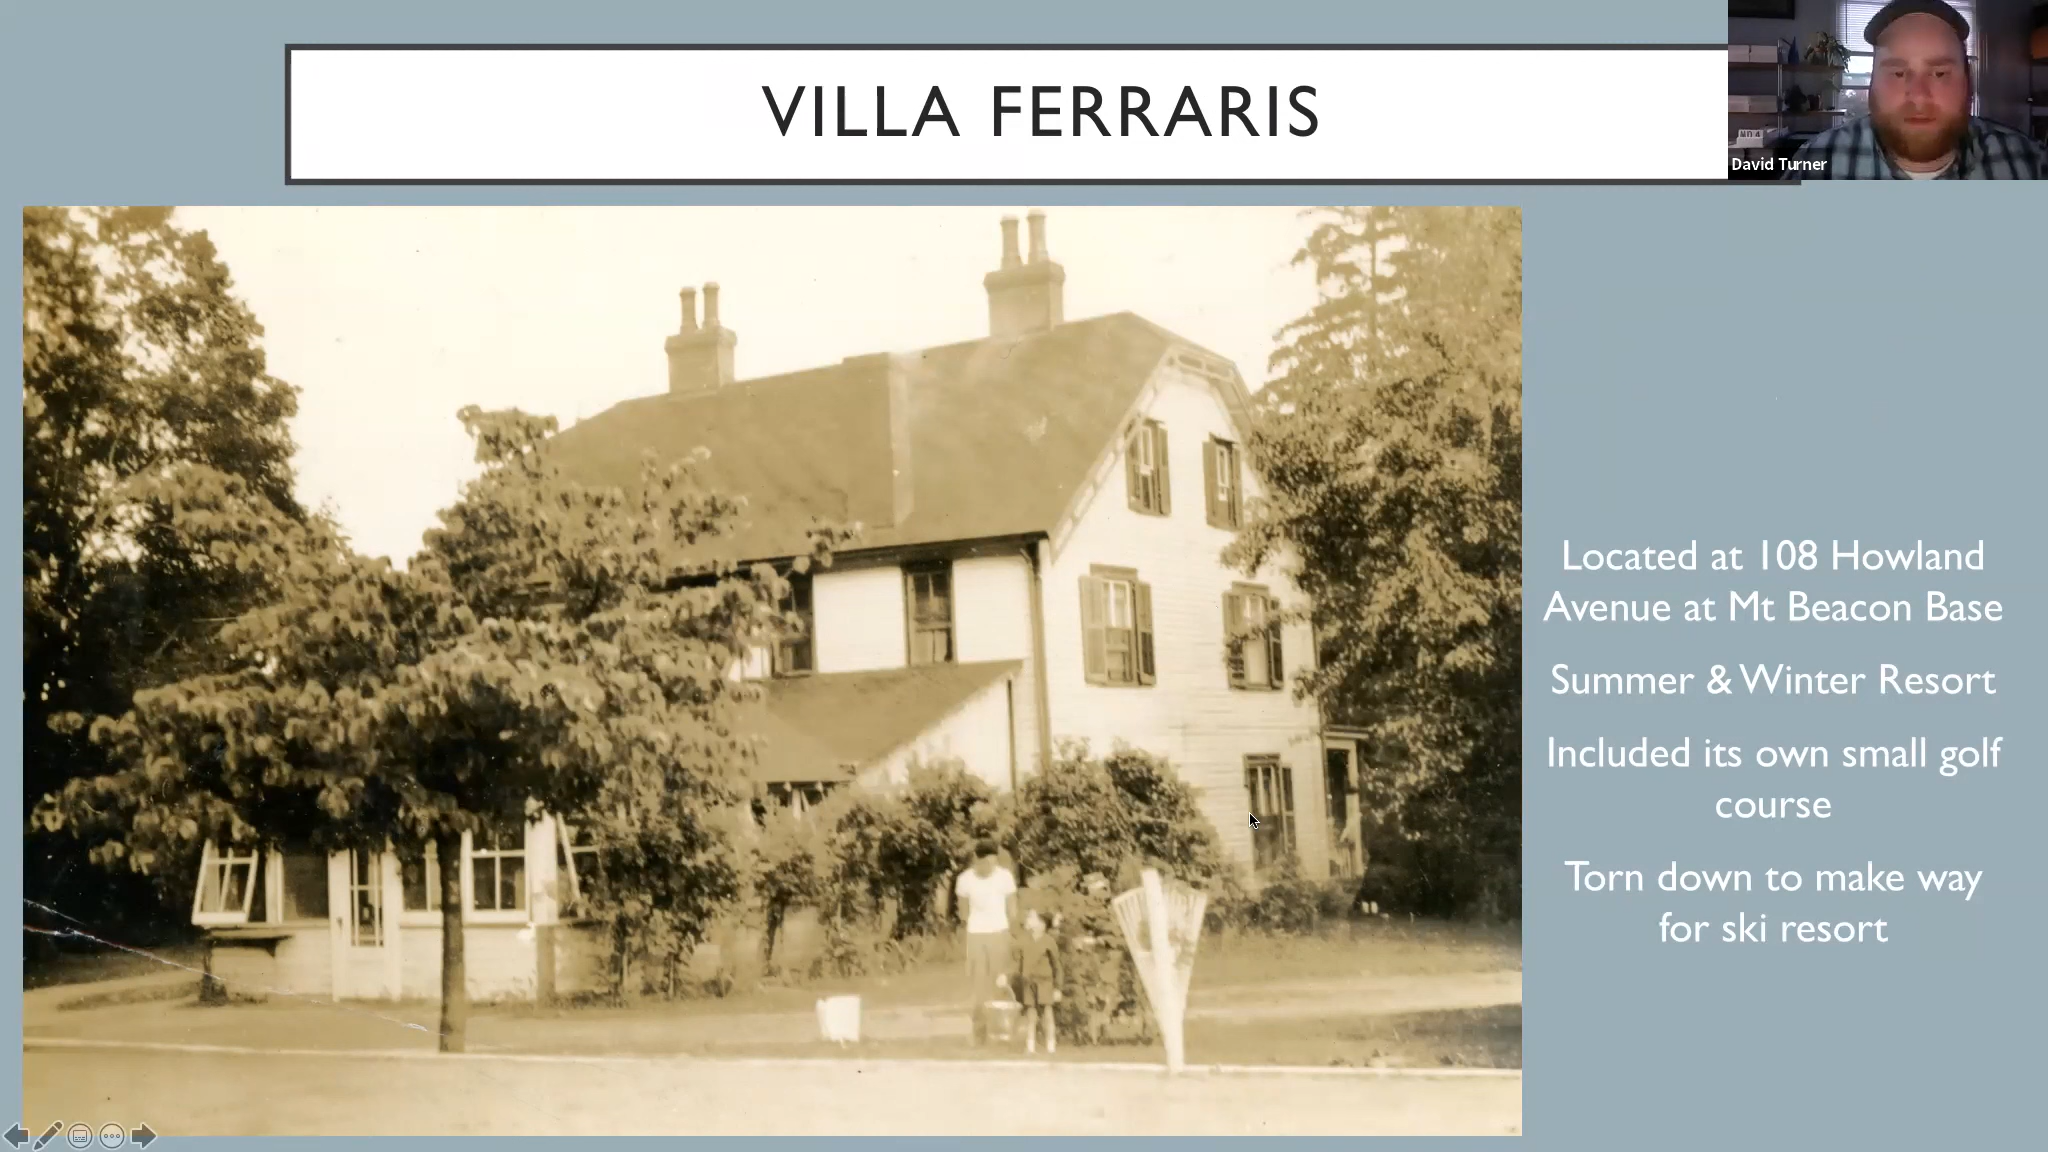 VILLA FERRARIS
David Turner
Located at 108 Howland
Avenue at Mt Beacon Base
Summer & Winter Resort
Included its own small golf
course
Torn down to make way
for ski resort